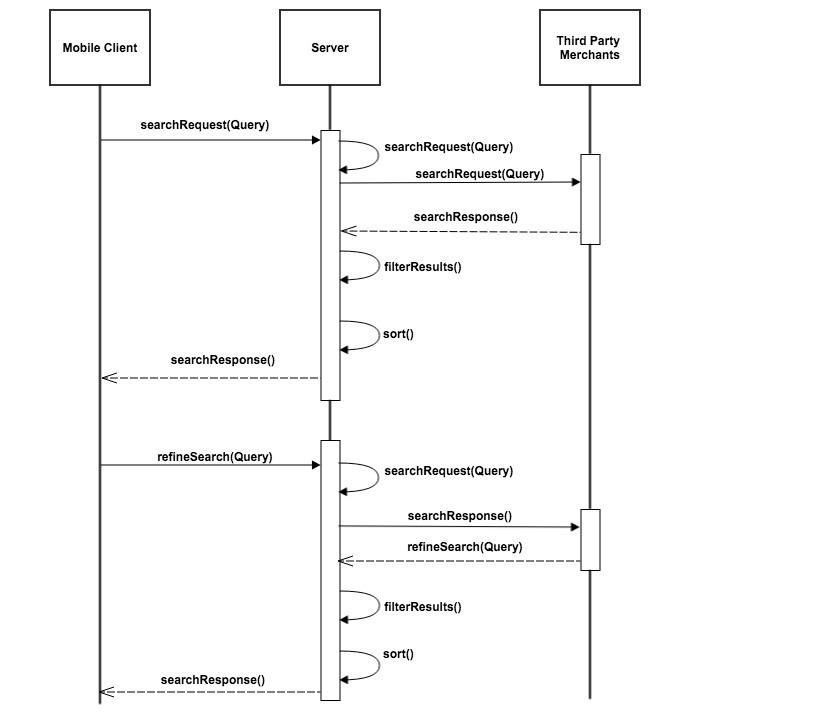 Mobile Client
Server
Third Party
Merchants
searchRequest(Query)
searchRequest(Query)
searchRequest(Query)
searchResponse()
filterResults()
sort()
searchResponse()
refineSearch(Query)
searchRequest(Query)
searchResponse()
refineSearch(Query)
filterResults()
sort()
searchResponse()